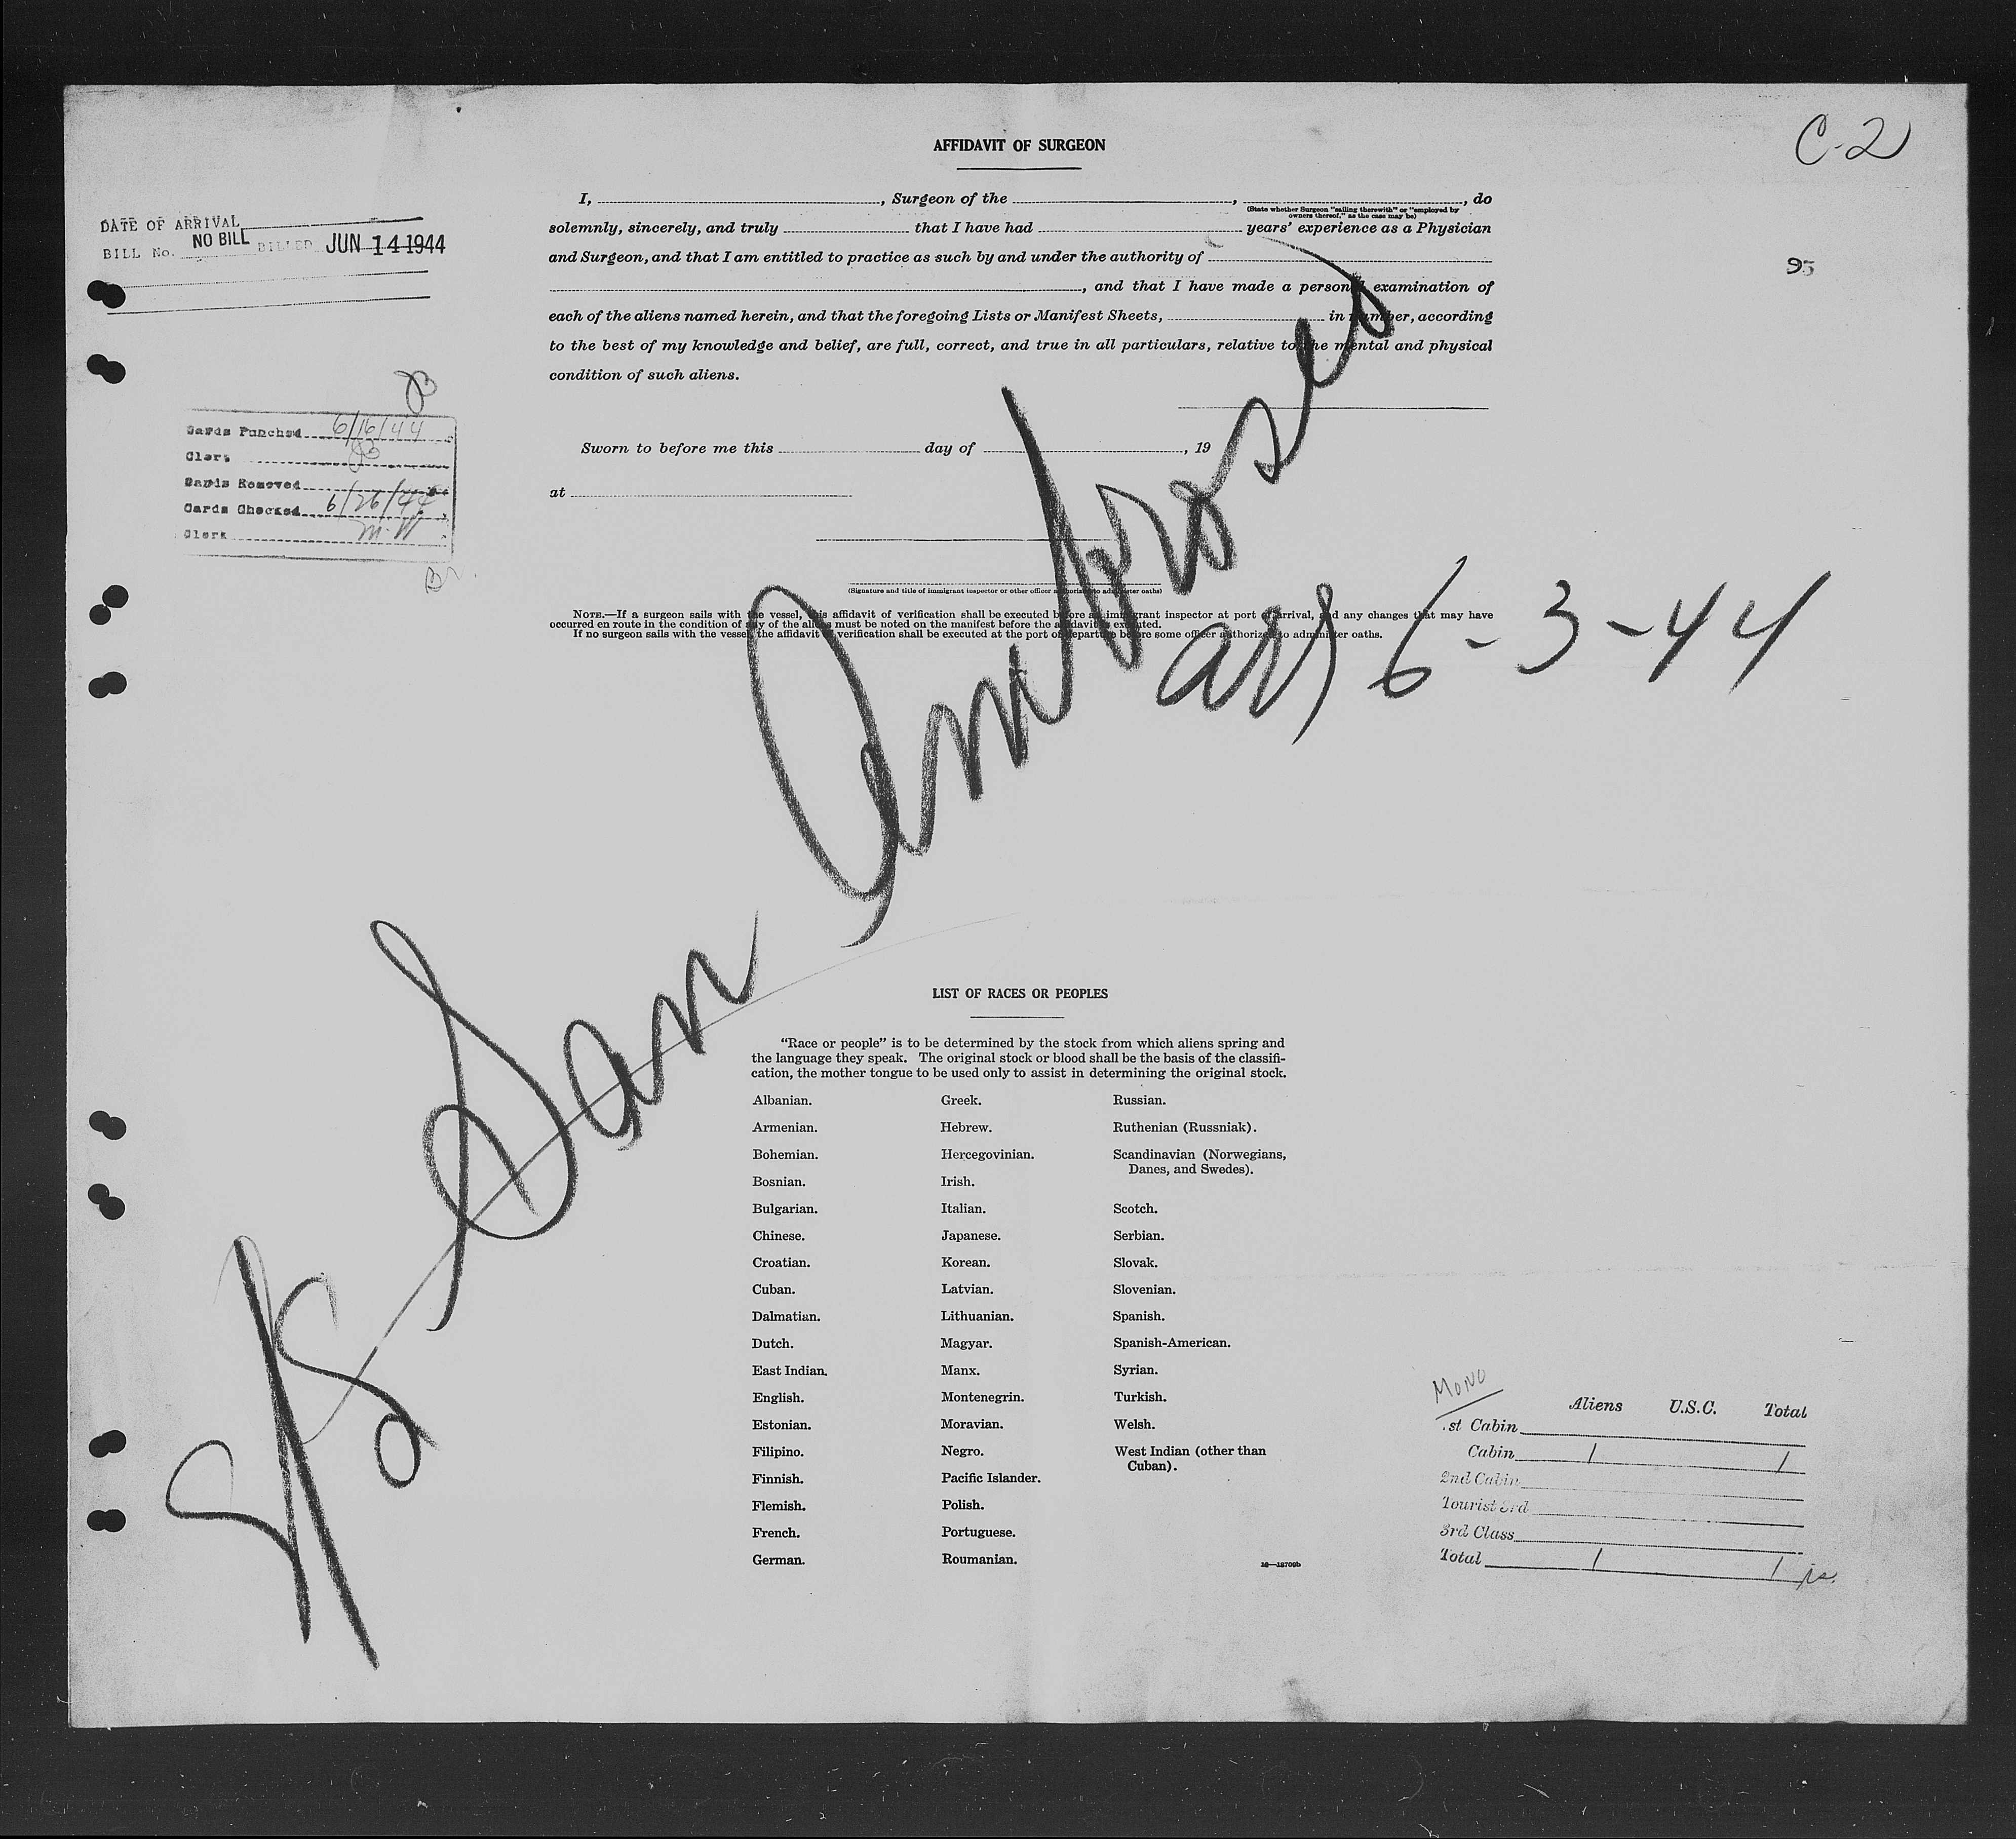 AFFIDAVIT OF SURGEON
C-2
I, , Surgeon of the , , do
(State whether Surgeon "sailing therewith" or "employed by
owners thereof," as the case may be)
solemnly, sincerely, and truly that I have had years' experience as a Physician
and Surgeon, and that I am entitled to practice as such by and under the authority of
, and that I have made a personal examination of
each of the aliens named herein, and that the foregoing Lists or Manifest Sheets, in number, according
to the best of my knowledge and belief, are full, correct, and true in all particulars, relative to the mental and physical
condition of such aliens.
Sworn to before me this day of , 19
at
(Signature and title of immigrant inspector or other officer authorized to administer oaths)
NOTE.—If a surgeon sails with the vessel, this affidavit of verification shall be executed before an immigrant inspector at port of arrival, and any changes that may have
occurred en route in the condition of any of the aliens must be noted on the manifest before the affidavit is executed.
If no surgeon sails with the vessel, the affidavit of verification shall be executed at the port of departure before some officer authorized to administer oaths.
DATE OF ARRIVAL
BILL No. NO BILL BILLED JUN 14 1944
95
Cards Punched 6/16/44
Clerk
Cards Removed
Cards Checked 6/26/44
Clerk M.W.
SS San Ambrosio
arr 6-3-44
LIST OF RACES OR PEOPLES
"Race or people" is to be determined by the stock from which aliens spring and
the language they speak. The original stock or blood shall be the basis of the classifi-
cation, the mother tongue to be used only to assist in determining the original stock.
Albanian.
Armenian.
Bohemian.
Bosnian.
Bulgarian.
Chinese.
Croatian.
Cuban.
Dalmatian.
Dutch.
East Indian.
English.
Estonian.
Filipino.
Finnish.
Flemish.
French.
German.
Greek.
Hebrew.
Hercegovinian.
Irish.
Italian.
Japanese.
Korean.
Latvian.
Lithuanian.
Magyar.
Manx.
Montenegrin.
Moravian.
Negro.
Pacific Islander.
Polish.
Portuguese.
Roumanian.
Russian.
Ruthenian (Russniak).
Scandinavian (Norwegians,
Danes, and Swedes).
Scotch.
Serbian.
Slovak.
Slovenian.
Spanish.
Spanish-American.
Syrian.
Turkish.
Welsh.
West Indian (other than
Cuban).
16—13700b
MONO
Aliens U.S.C. Total
.st Cabin
Cabin 1 1
2nd Cabin
Tourist 3rd
3rd Class
Total 1 1